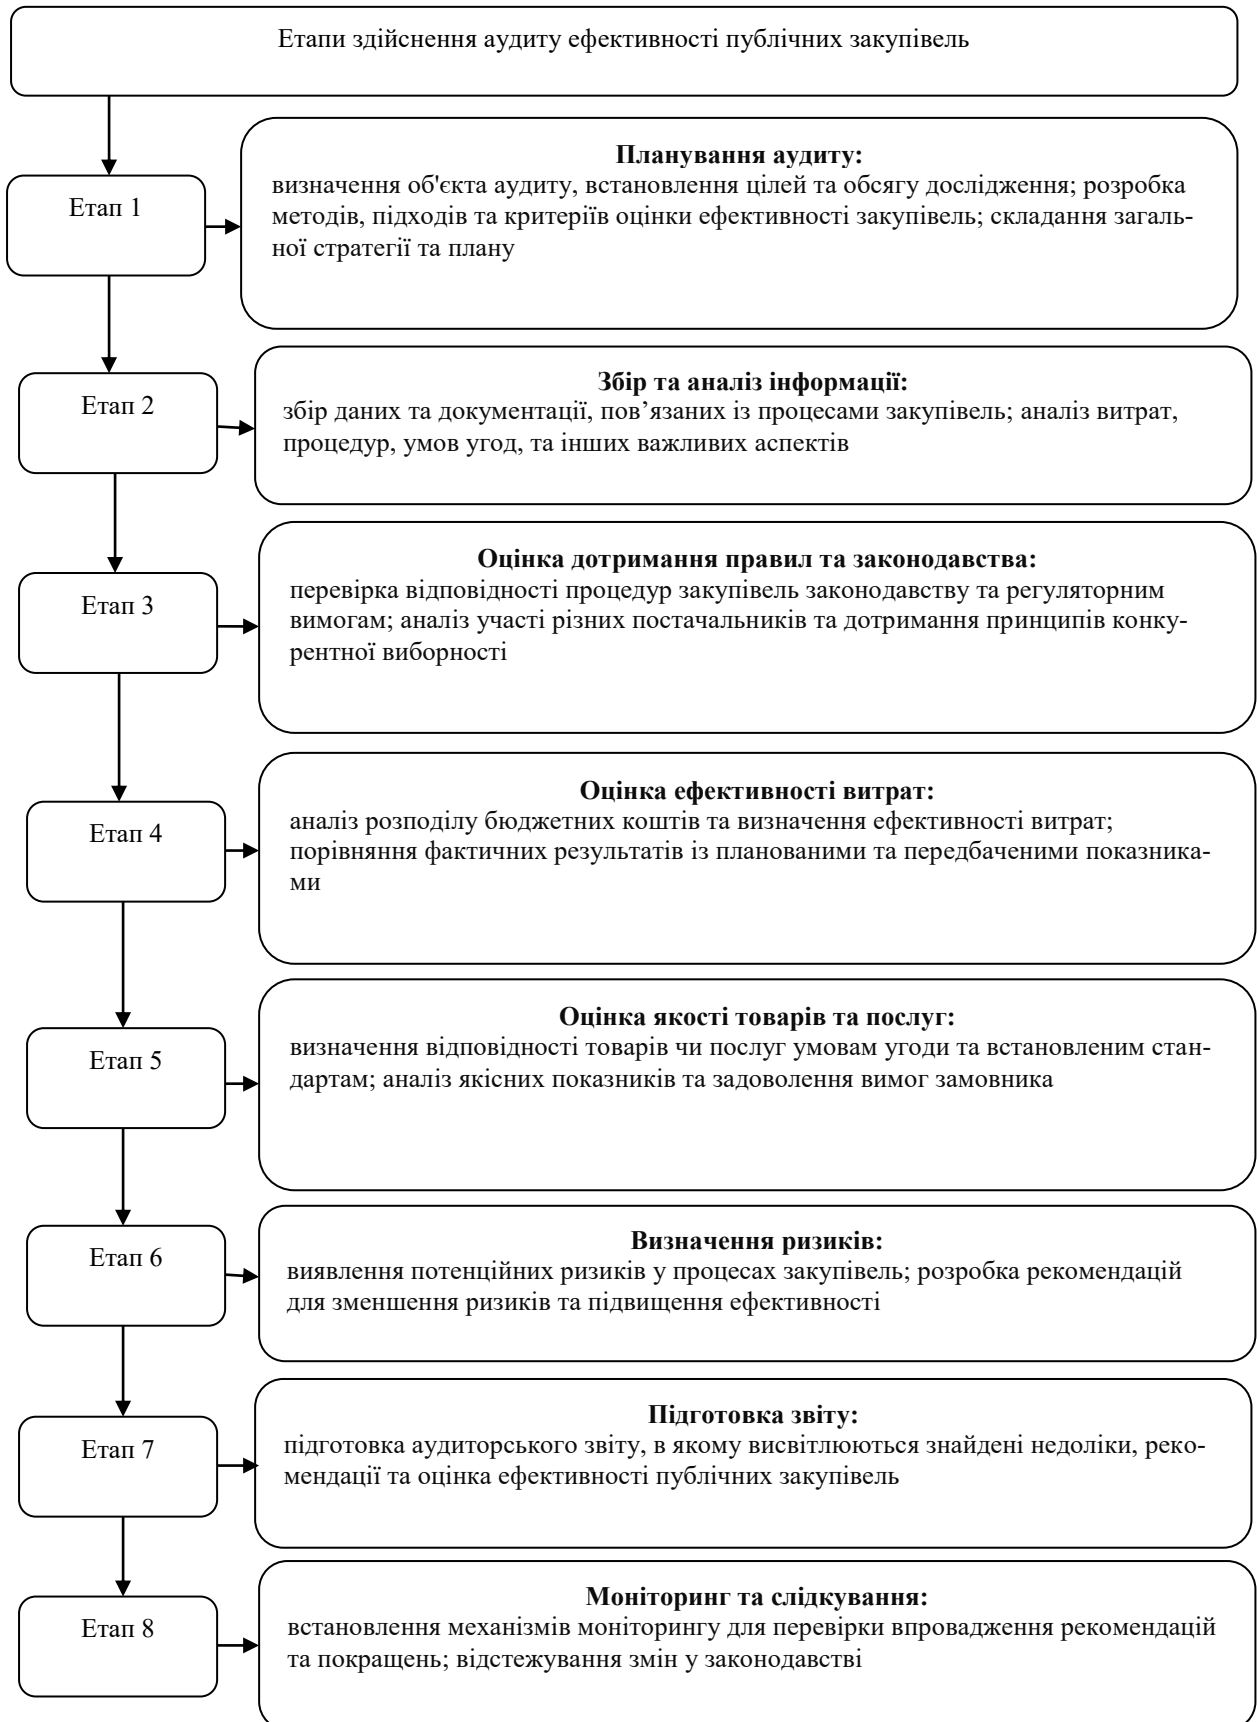 Етапи здійснення аудиту ефективності публічних закупівель
Етап 1
Планування аудиту:
визначення об'єкта аудиту, встановлення цілей та обсягу дослідження; розробка
методів, підходів та критеріїв оцінки ефективності закупівель; складання загаль-
ної стратегії та плану
Етап 2
Збір та аналіз інформації:
збір даних та документації, пов’язаних із процесами закупівель; аналіз витрат,
процедур, умов угод, та інших важливих аспектів
Етап 3
Оцінка дотримання правил та законодавства:
перевірка відповідності процедур закупівель законодавству та регуляторним
вимогам; аналіз участі різних постачальників та дотримання принципів конку-
рентної виборності
Етап 4
Оцінка ефективності витрат:
аналіз розподілу бюджетних коштів та визначення ефективності витрат;
порівняння фактичних результатів із планованими та передбаченими показника-
ми
Етап 5
Оцінка якості товарів та послуг:
визначення відповідності товарів чи послуг умовам угоди та встановленим стан-
дартам; аналіз якісних показників та задоволення вимог замовника
Етап 6
Визначення ризиків:
виявлення потенційних ризиків у процесах закупівель; розробка рекомендацій
для зменшення ризиків та підвищення ефективності
Етап 7
Підготовка звіту:
підготовка аудиторського звіту, в якому висвітлюються знайдені недоліки, реко-
мендації та оцінка ефективності публічних закупівель
Етап 8
Моніторинг та слідкування:
встановлення механізмів моніторингу для перевірки впровадження рекомендацій
та покращень; відстежування змін у законодавстві